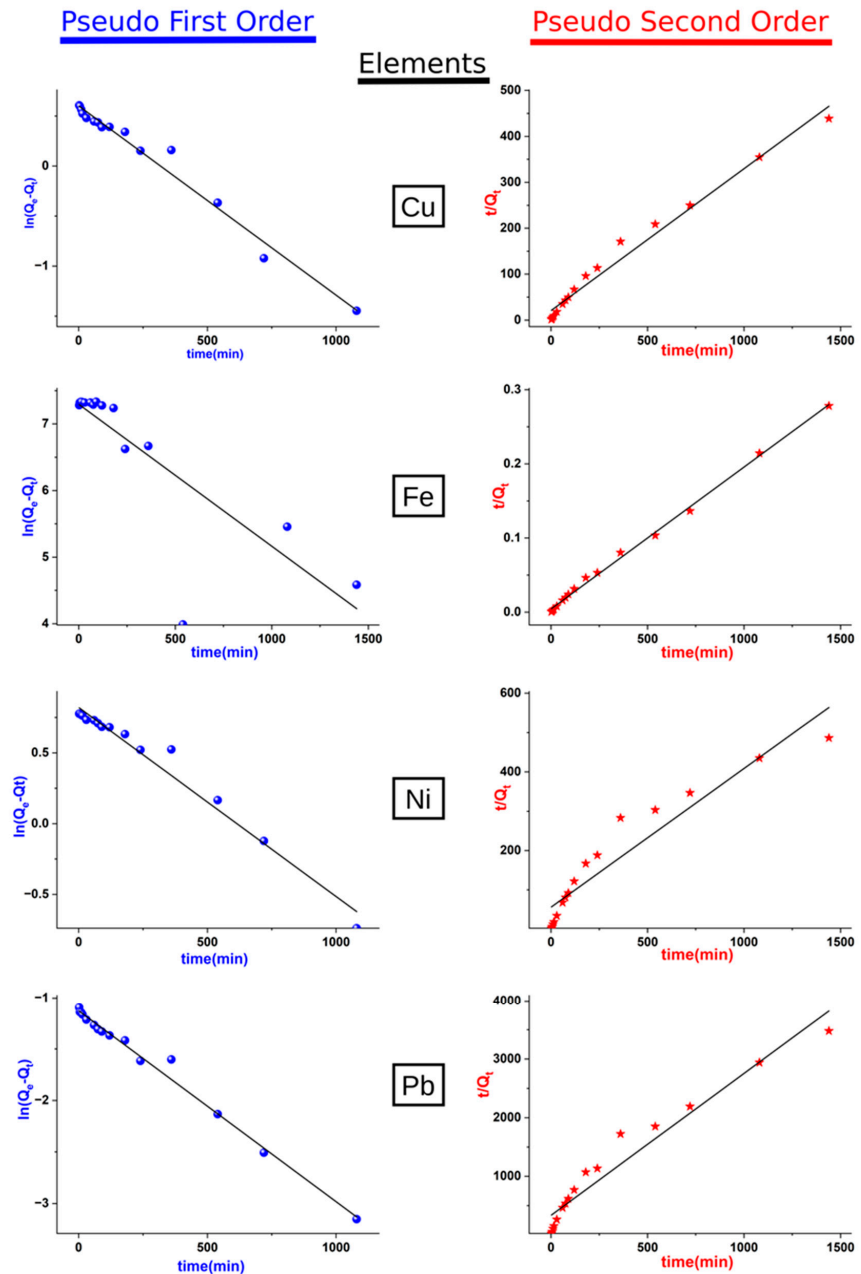 Pseudo First Order
Pseudo Second Order
Elements
ln(Qe-Qt)
0
−1
0
500
1000
time(min)
Cu
t/Qt
500
400
300
200
100
0
0
500
1000
1500
time(min)
ln(Qe-Qt)
7
6
5
4
0
500
1000
1500
time(min)
Fe
t/Qt
0.3
0.2
0.1
0.0
0
500
1000
1500
time(min)
ln(Qe-Qt)
0.5
0.0
−0.5
0
500
1000
time(min)
Ni
t/Qt
600
400
200
0
500
1000
1500
time(min)
ln(Qe-Qt)
−1
−2
−3
0
500
1000
time(min)
Pb
t/Qt
4000
3000
2000
1000
0
500
1000
1500
time(min)